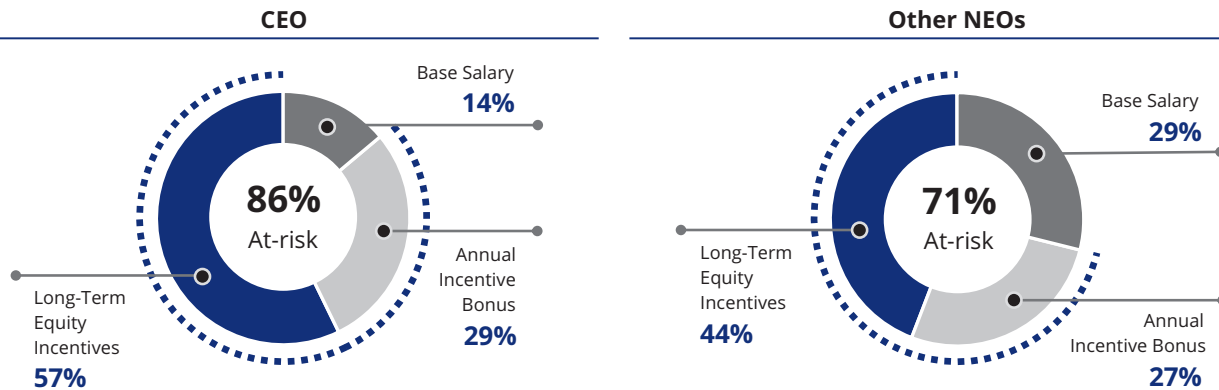 CEO
Base Salary
14%
86%
At-risk
Annual
Incentive
Bonus
29%
Long-Term
Equity
Incentives
57%
Other NEOs
Base Salary
29%
71%
At-risk
Long-Term
Equity
Incentives
44%
Annual
Incentive Bonus
27%